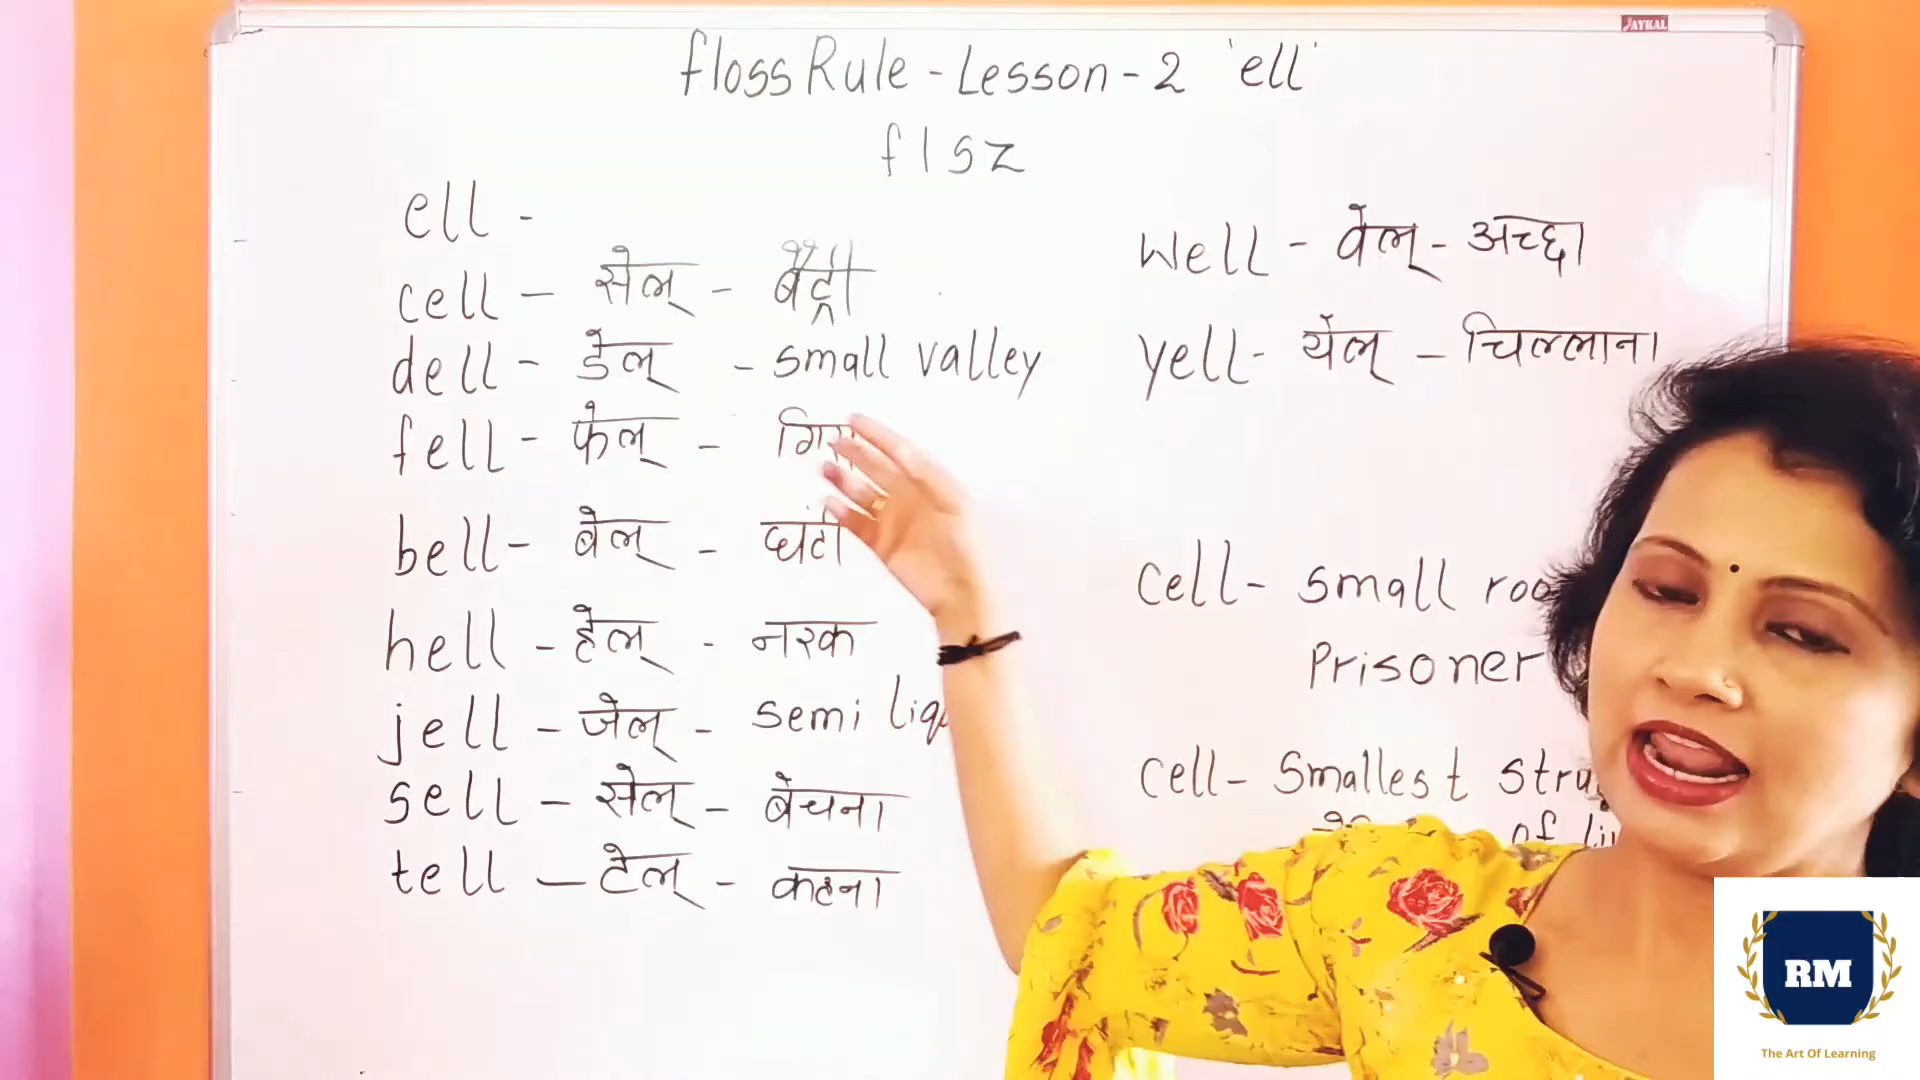 JAYKAL
floss Rule - Lesson - 2 'ell'
f l s z
ell -
cell - सेल् - बैट्री
dell - डेल् - small valley
fell - फेल् -
bell - बेल् - घंटी
hell - हेल् - नरक
jell - जेल् - semi
sell - सेल् - बेचना
tell - टेल् - कहना
well - वेल् - अच्छा
yell - येल् - चिल्लाना
cell - small
Prisoner
cell - Smallest
of
RM
The Art Of Learning